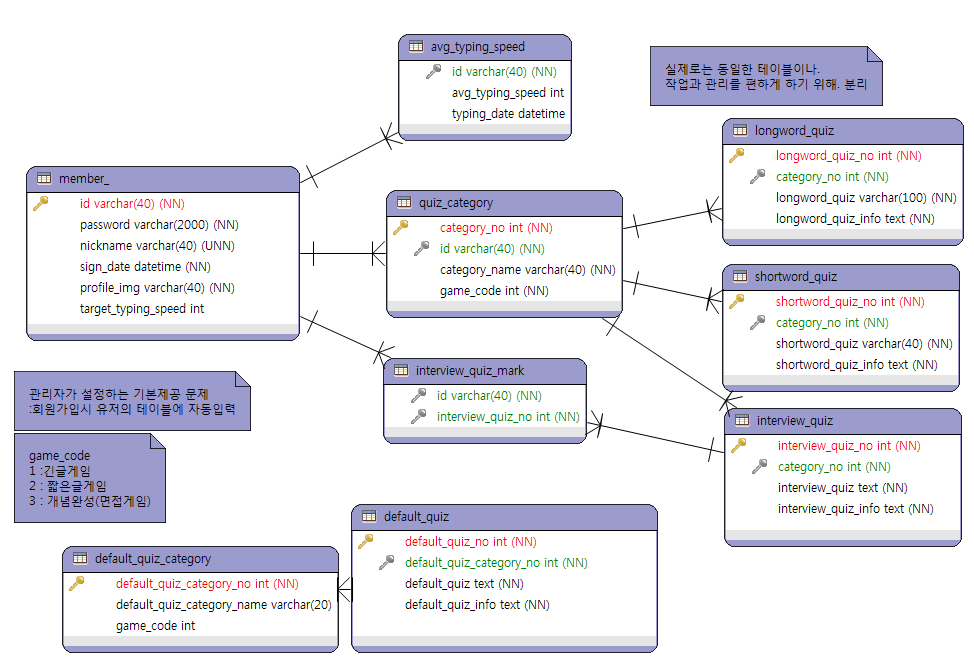 avg_typing_speed
id varchar(40) (NN)
avg_typing_speed int
typing_date datetime
실제로는 동일한 테이블이나.
작업과 관리를 편하게 하기 위해. 분리
member_
id varchar(40) (NN)
password varchar(2000) (NN)
nickname varchar(40) (UNN)
sign_date datetime (NN)
profile_img varchar(40) (NN)
target_typing_speed int
quiz_category
category_no int (NN)
id varchar(40) (NN)
category_name varchar(40) (NN)
game_code int (NN)
longword_quiz
longword_quiz_no int (NN)
category_no int (NN)
longword_quiz varchar(100) (NN)
longword_quiz_info text (NN)
shortword_quiz
shortword_quiz_no int (NN)
category_no int (NN)
shortword_quiz varchar(40) (NN)
shortword_quiz_info text (NN)
interview_quiz_mark
id varchar(40) (NN)
interview_quiz_no int (NN)
interview_quiz
interview_quiz_no int (NN)
category_no int (NN)
interview_quiz text (NN)
interview_quiz_info text (NN)
관리자가 설정하는 기본제공 문제
:회원가입시 유저의 테이블에 자동입력
game_code
1 :긴글게임
2 : 짧은글게임
3 : 개념완성(면접게임)
default_quiz
default_quiz_no int (NN)
default_quiz_category_no int (NN)
default_quiz text (NN)
default_quiz_info text (NN)
default_quiz_category
default_quiz_category_no int (NN)
default_quiz_category_name varchar(20)
game_code int